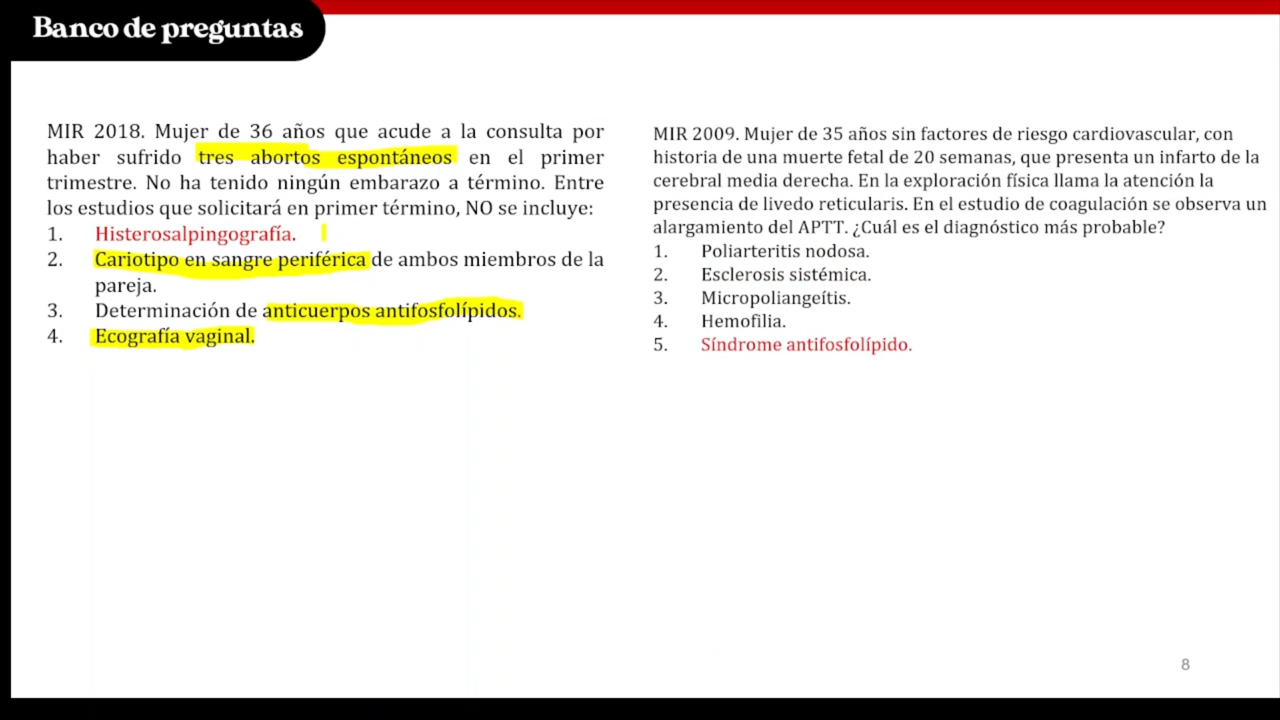 Banco de preguntas
MIR 2018. Mujer de 36 años que acude a la consulta por
haber sufrido tres abortos espontáneos en el primer
trimestre. No ha tenido ningún embarazo a término. Entre
los estudios que solicitará en primer término, NO se incluye:
1. Histerosalpingografía.
2. Cariotipo en sangre periférica de ambos miembros de la
pareja.
3. Determinación de anticuerpos antifosfolípidos.
4. Ecografía vaginal.
MIR 2009. Mujer de 35 años sin factores de riesgo cardiovascular, con
historia de una muerte fetal de 20 semanas, que presenta un infarto de la
cerebral media derecha. En la exploración física llama la atención la
presencia de livedo reticularis. En el estudio de coagulación se observa un
alargamiento del APTT. ¿Cuál es el diagnóstico más probable?
1. Poliarteritis nodosa.
2. Esclerosis sistémica.
3. Micropoliangeítis.
4. Hemofilia.
5. Síndrome antifosfolípido.
8